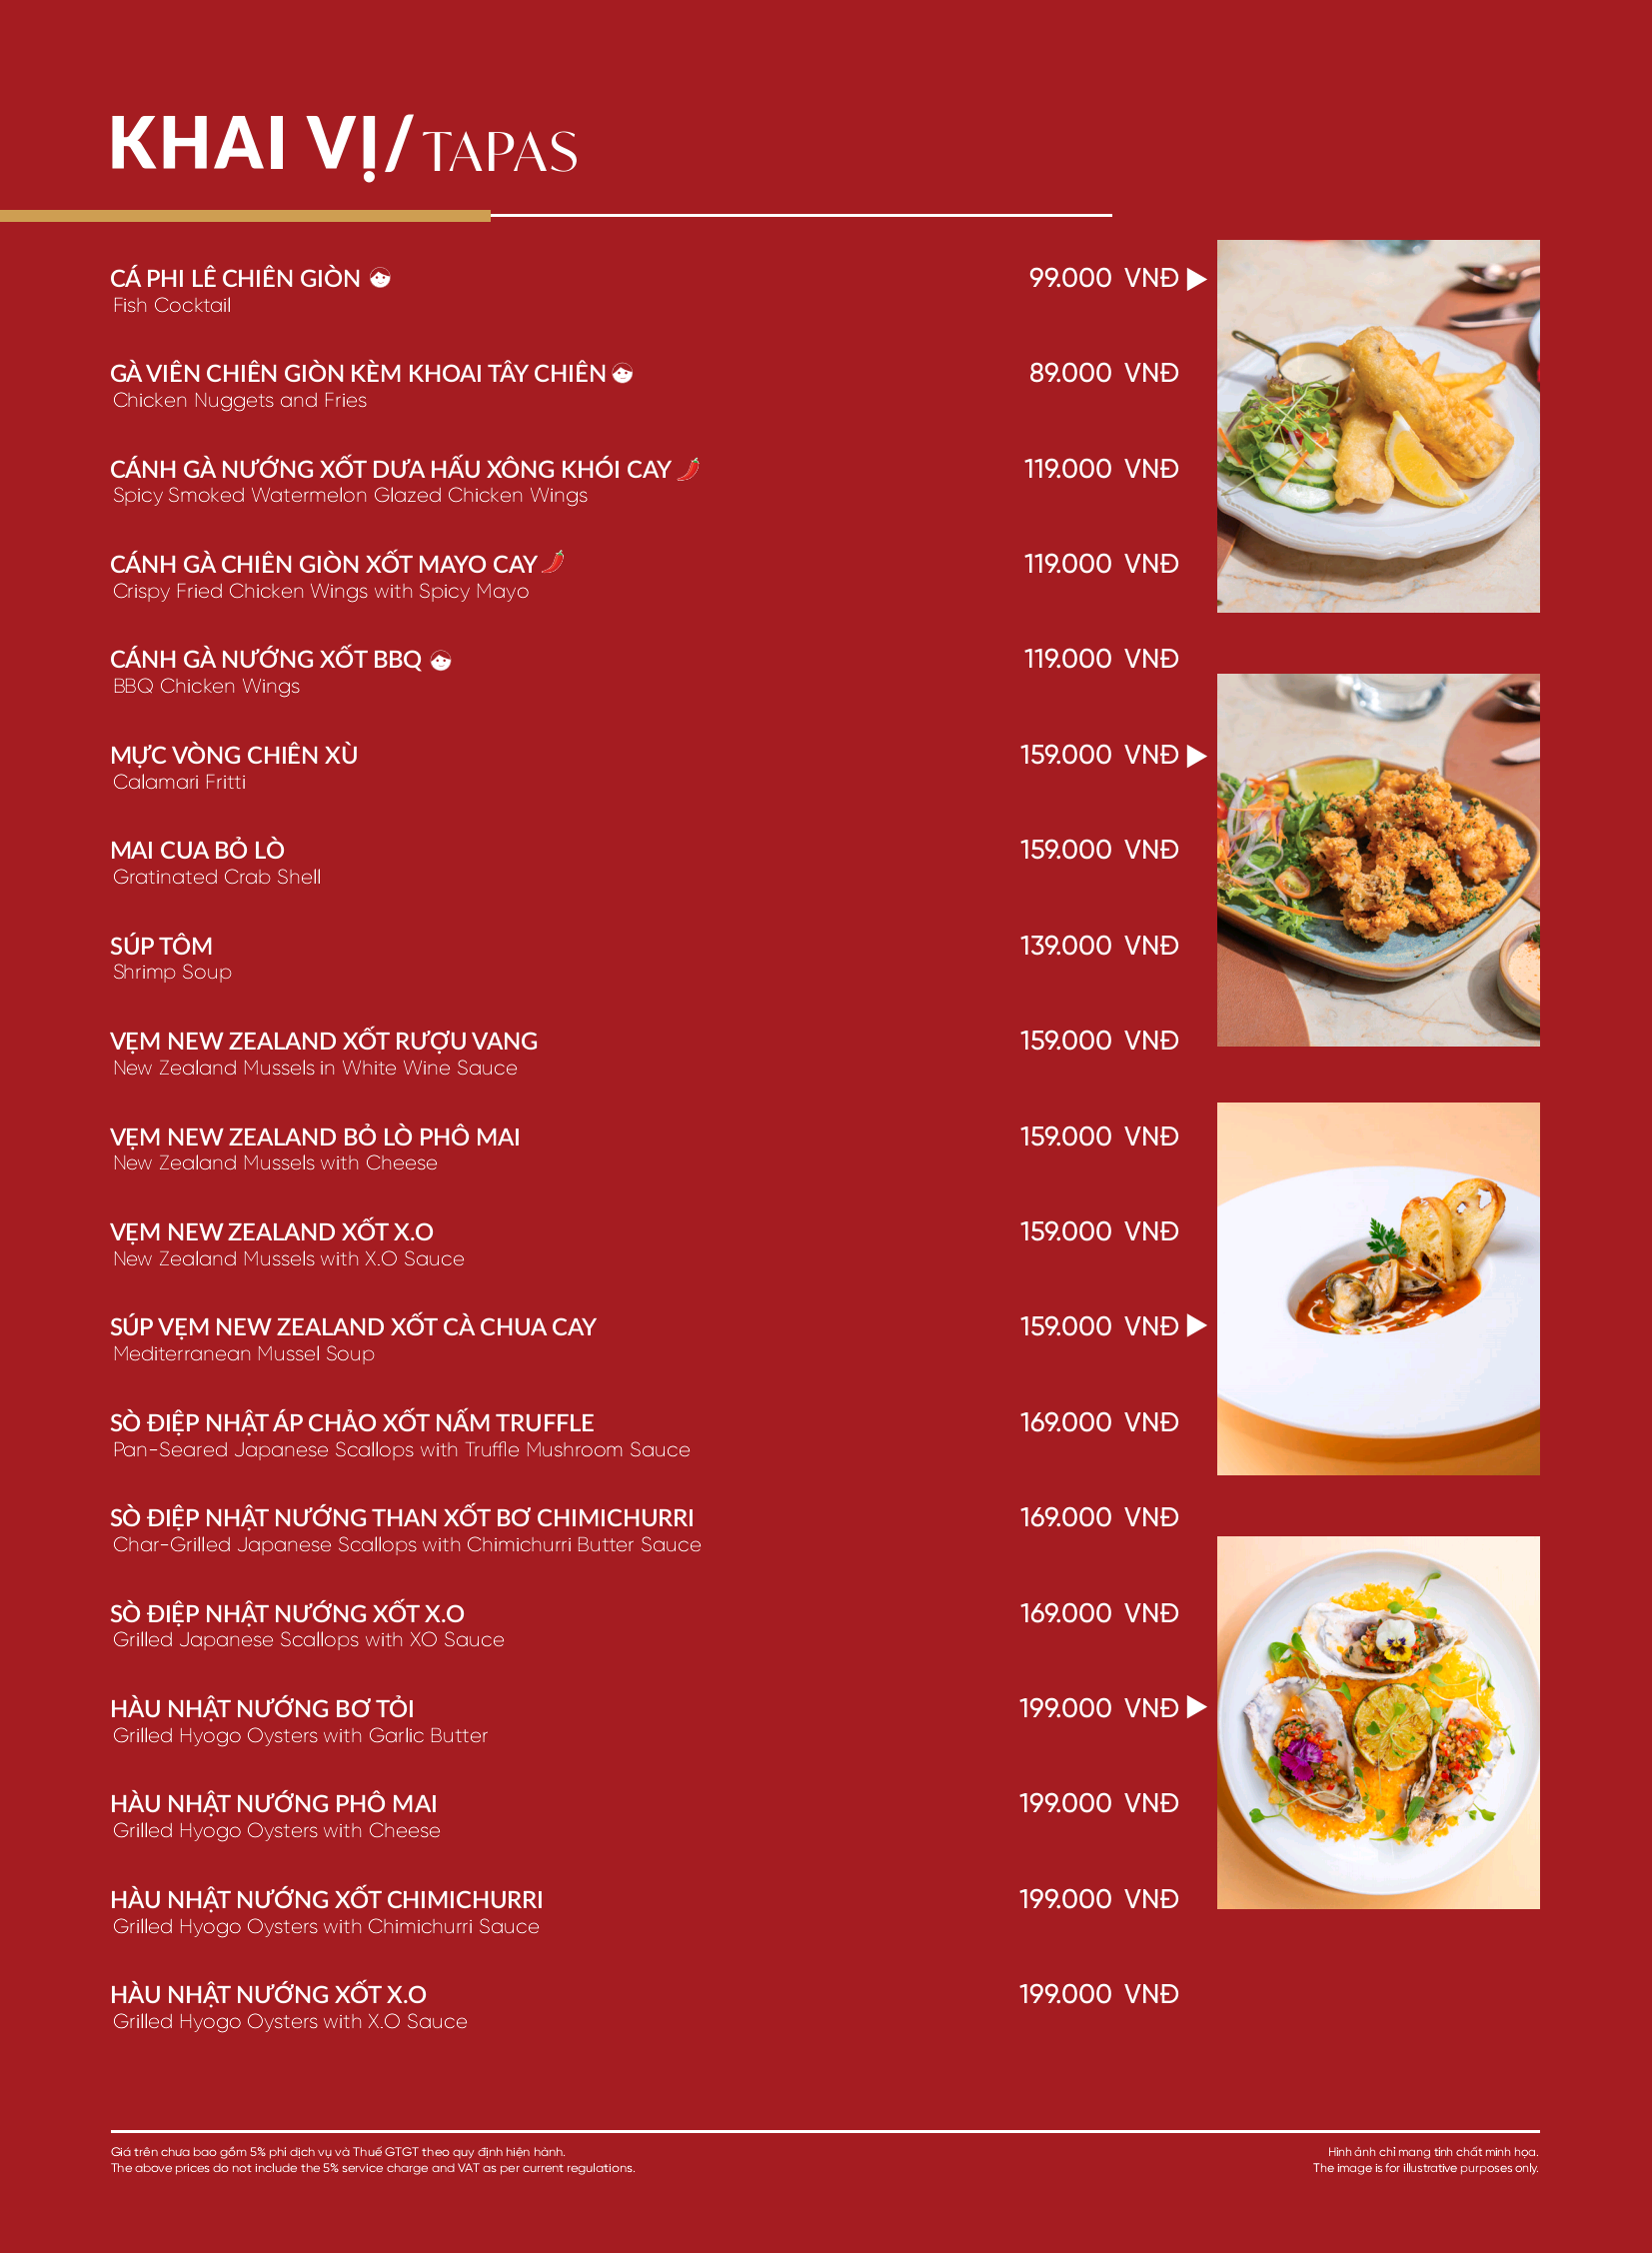 KHAI VỊ/ TAPAS
CÁ PHI LÊ CHIÊN GIÒN 99.000 VNĐ
Fish Cocktail
GÀ VIÊN CHIÊN GIÒN KÈM KHOAI TÂY CHIÊN 89.000 VNĐ
Chicken Nuggets and Fries
CÁNH GÀ NƯỚNG XỐT DƯA HẤU XÔNG KHÓI CAY 119.000 VNĐ
Spicy Smoked Watermelon Glazed Chicken Wings
CÁNH GÀ CHIÊN GIÒN XỐT MAYO CAY 119.000 VNĐ
Crispy Fried Chicken Wings with Spicy Mayo
CÁNH GÀ NƯỚNG XỐT BBQ 119.000 VNĐ
BBQ Chicken Wings
MỰC VÒNG CHIÊN XÙ 159.000 VNĐ
Calamari Fritti
MAI CUA BỎ LÒ 159.000 VNĐ
Gratinated Crab Shell
SÚP TÔM 139.000 VNĐ
Shrimp Soup
VẸM NEW ZEALAND XỐT RƯỢU VANG 159.000 VNĐ
New Zealand Mussels in White Wine Sauce
VẸM NEW ZEALAND BỎ LÒ PHÔ MAI 159.000 VNĐ
New Zealand Mussels with Cheese
VẸM NEW ZEALAND XỐT X.O 159.000 VNĐ
New Zealand Mussels with X.O Sauce
SÚP VẸM NEW ZEALAND XỐT CÀ CHUA CAY 159.000 VNĐ
Mediterranean Mussel Soup
SÒ ĐIỆP NHẬT ÁP CHẢO XỐT NẤM TRUFFLE 169.000 VNĐ
Pan-Seared Japanese Scallops with Truffle Mushroom Sauce
SÒ ĐIỆP NHẬT NƯỚNG THAN XỐT BƠ CHIMICHURRI 169.000 VNĐ
Char-Grilled Japanese Scallops with Chimichurri Butter Sauce
SÒ ĐIỆP NHẬT NƯỚNG XỐT X.O 169.000 VNĐ
Grilled Japanese Scallops with XO Sauce
HÀU NHẬT NƯỚNG BƠ TỎI 199.000 VNĐ
Grilled Hyogo Oysters with Garlic Butter
HÀU NHẬT NƯỚNG PHÔ MAI 199.000 VNĐ
Grilled Hyogo Oysters with Cheese
HÀU NHẬT NƯỚNG XỐT CHIMICHURRI 199.000 VNĐ
Grilled Hyogo Oysters with Chimichurri Sauce
HÀU NHẬT NƯỚNG XỐT X.O 199.000 VNĐ
Grilled Hyogo Oysters with X.O Sauce
Giá trên chưa bao gồm 5% phí dịch vụ và Thuế GTGT theo quy định hiện hành.
The above prices do not include the 5% service charge and VAT as per current regulations.
Hình ảnh chỉ mang tính chất minh họa.
The image is for illustrative purposes only.